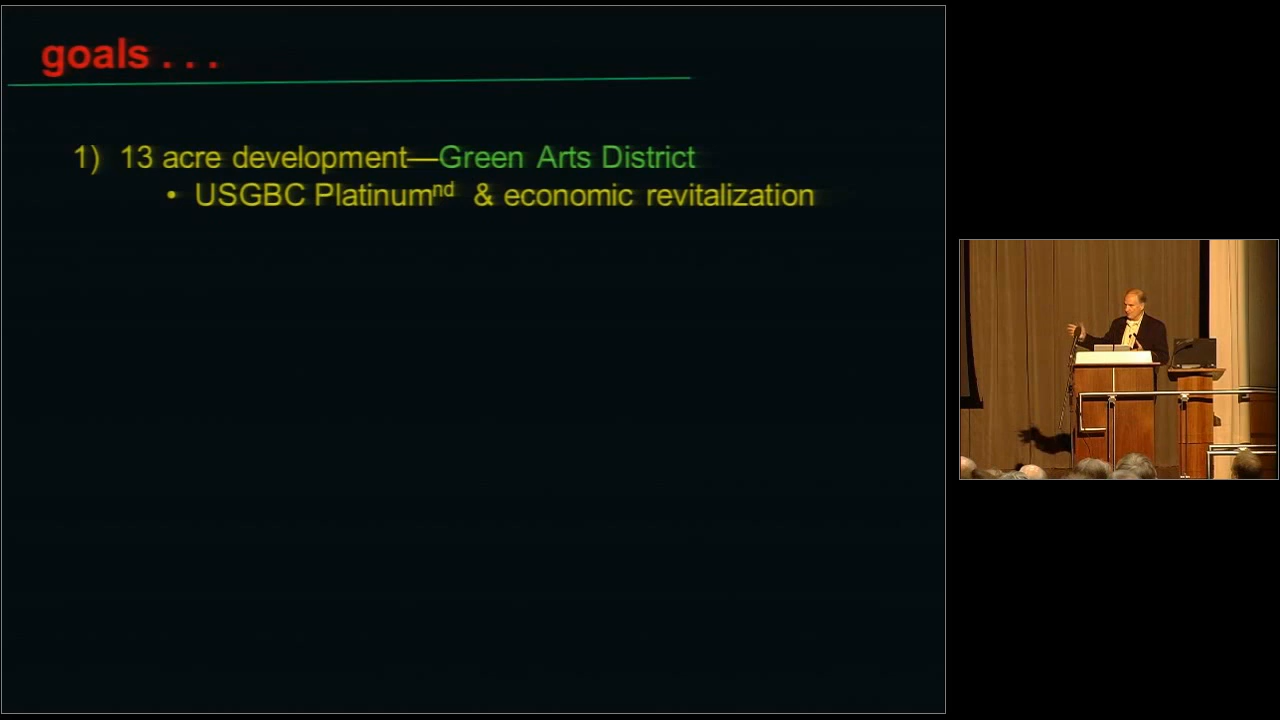 goals . . .
1) 13 acre development—Green Arts District
• USGBC Platinumnd & economic revitalization